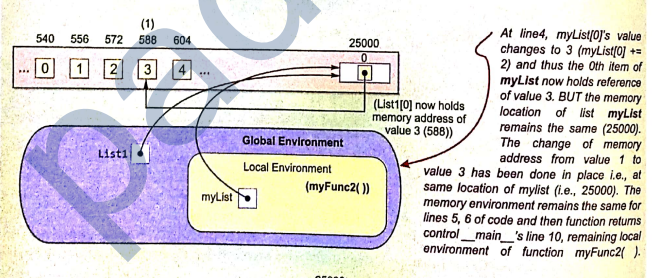 (1)
540 556 572 588 604 25000
0
... 0 1 2 3 4 ...
(List1[0] now holds
memory address of
value 3 (588))
Global Environment
List1
Local Environment
(myFunc2( ))
myList
At line4, myList[0]'s value
changes to 3 (myList[0] +=
2) and thus the 0th item of
myList now holds reference
of value 3. BUT the memory
location of list myList
remains the same (25000).
The change of memory
address from value 1 to
value 3 has been done in place i.e., at
same location of mylist (i.e., 25000). The
memory environment remains the same for
lines 5, 6 of code and then function returns
control __main__'s line 10, remaining local
environment of function myFunc2( ).